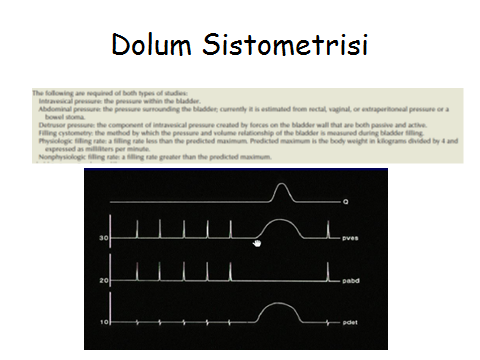 Dolum Sistometrisi
The following are required of both types of studies:
Intravesical pressure: the pressure within the bladder.
Abdominal pressure: the pressure surrounding the bladder; currently it is estimated from rectal, vaginal, or extraperitoneal pressure or a
bowel stoma.
Detrusor pressure: the component of intravesical pressure created by forces on the bladder wall that are both passive and active.
Filling cystometry: the method by which the pressure and volume relationship of the bladder is measured during bladder filling.
Physiologic filling rate: a filling rate less than the predicted maximum. Predicted maximum is the body weight in kilograms divided by 4 and
expressed as milliliters per minute.
Nonphysiologic filling rate: a filling rate greater than the predicted maximum.
Q
30 pves
20 pabd
10 pdet